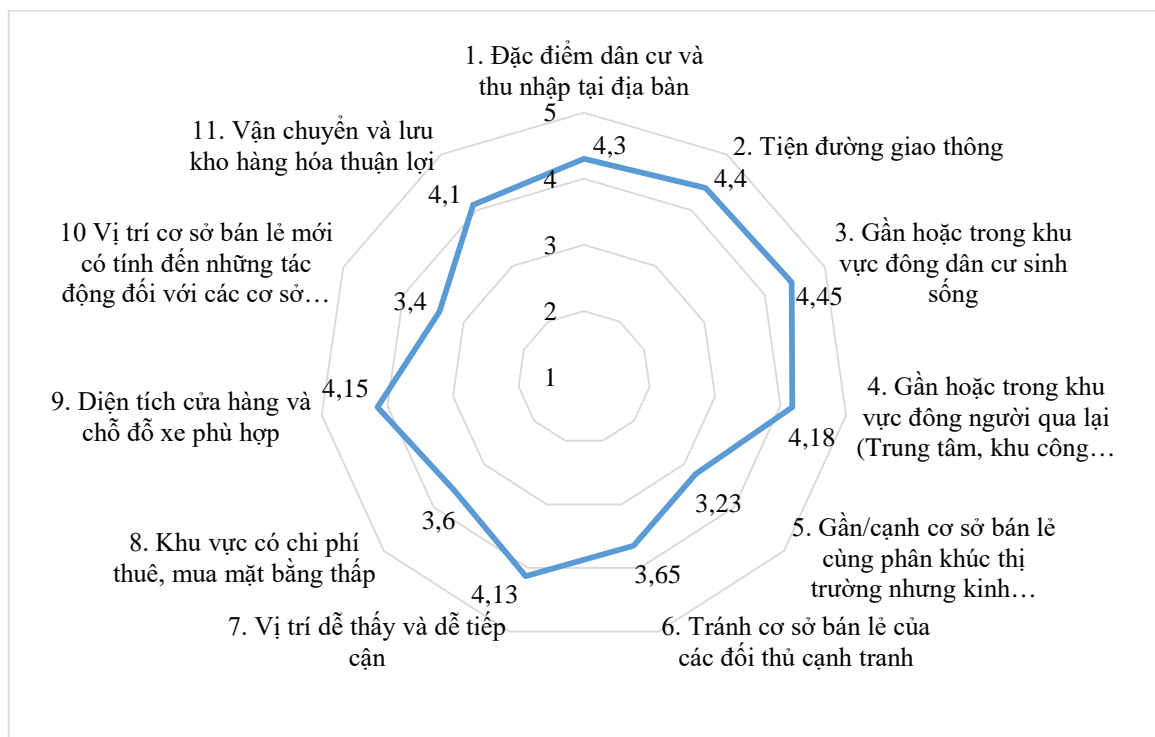 1. Đặc điểm dân cư và
thu nhập tại địa bàn
5
4,3
4
3
2
1
2. Tiện đường giao thông
4,4
3. Gần hoặc trong khu
vực đông dân cư sinh
sống
4,45
4. Gần hoặc trong khu
vực đông người qua lại
(Trung tâm, khu công…
4,18
5. Gần/cạnh cơ sở bán lẻ
cùng phân khúc thị
trường nhưng kinh…
3,23
6. Tránh cơ sở bán lẻ của
các đối thủ cạnh tranh
3,65
7. Vị trí dễ thấy và dễ tiếp
cận
4,13
8. Khu vực có chi phí
thuê, mua mặt bằng thấp
3,6
9. Diện tích cửa hàng và
chỗ đỗ xe phù hợp
4,15
10 Vị trí cơ sở bán lẻ mới
có tính đến những tác
động đối với các cơ sở…
3,4
11. Vận chuyển và lưu
kho hàng hóa thuận lợi
4,1